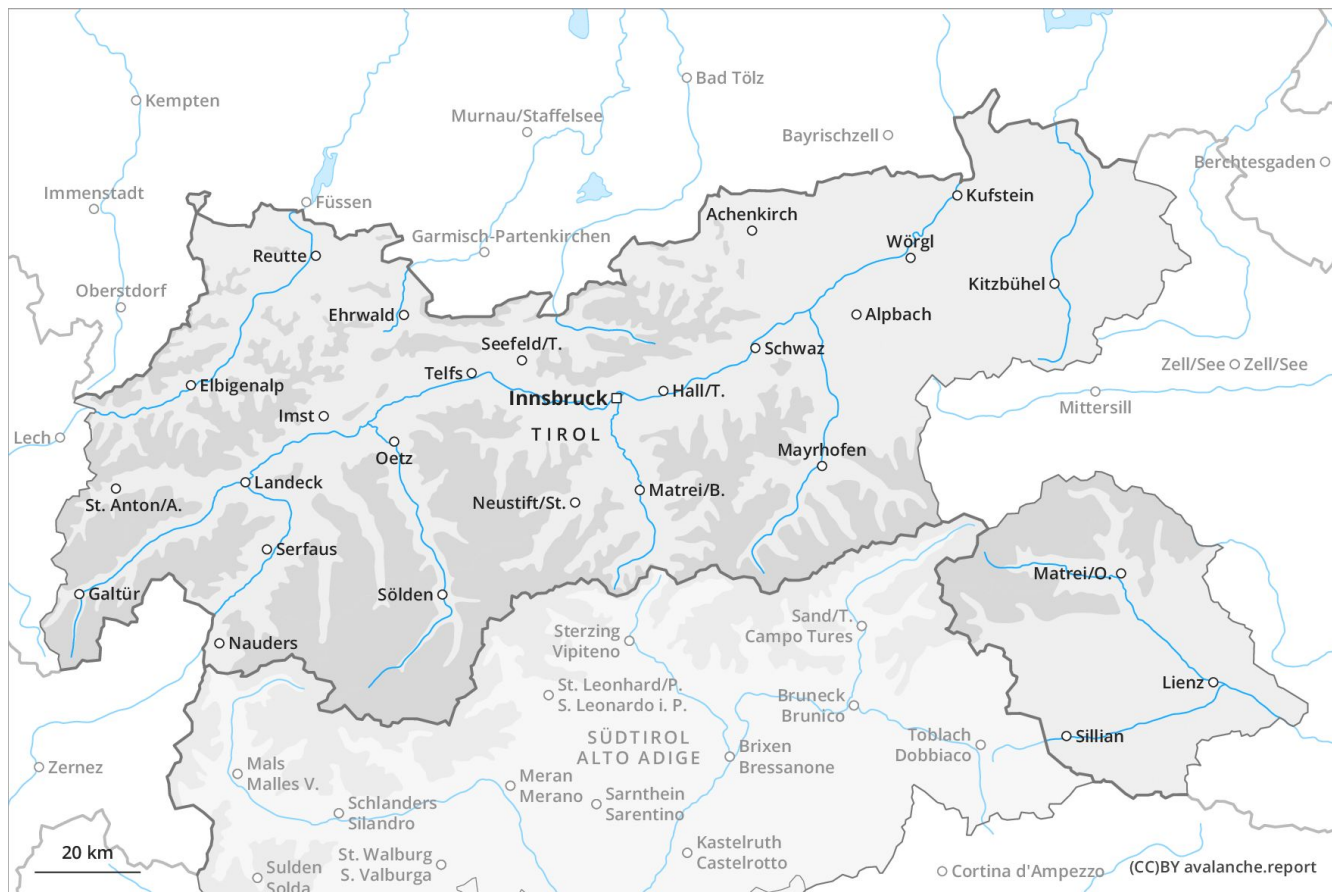 Kempten
Bad Tölz
Murnau/Staffelsee
Bayrischzell
Berchtesgaden
Immenstadt
Füssen
Kufstein
Achenkirch
Garmisch-Partenkirchen
Wörgl
Reutte
Oberstdorf
Kitzbühel
Ehrwald
Alpbach
Seefeld/T.
Schwaz
Telfs
Zell/See
Zell/See
Elbigenalp
Innsbruck
Hall/T.
Mittersill
Imst
Lech
TIROL
Oetz
Mayrhofen
Landeck
St. Anton/A.
Neustift/St.
Matrei/B.
Serfaus
Matrei/O.
Galtür
Sölden
Sand/T.
Campo Tures
Sterzing
Vipiteno
Nauders
Lienz
St. Leonhard/P.
S. Leonardo i. P.
Bruneck
Brunico
SÜDTIROL
ALTO ADIGE
Toblach
Dobbiaco
Sillian
Brixen
Bressanone
Zernez
Mals
Malles V.
Meran
Merano
Sarnthein
Sarentino
Schlanders
Silandro
Kastelruth
Castelrotto
20 km
St. Walburg
S. Valburga
Sulden
Solda
Cortina d'Ampezzo
(CC)BY avalanche.report